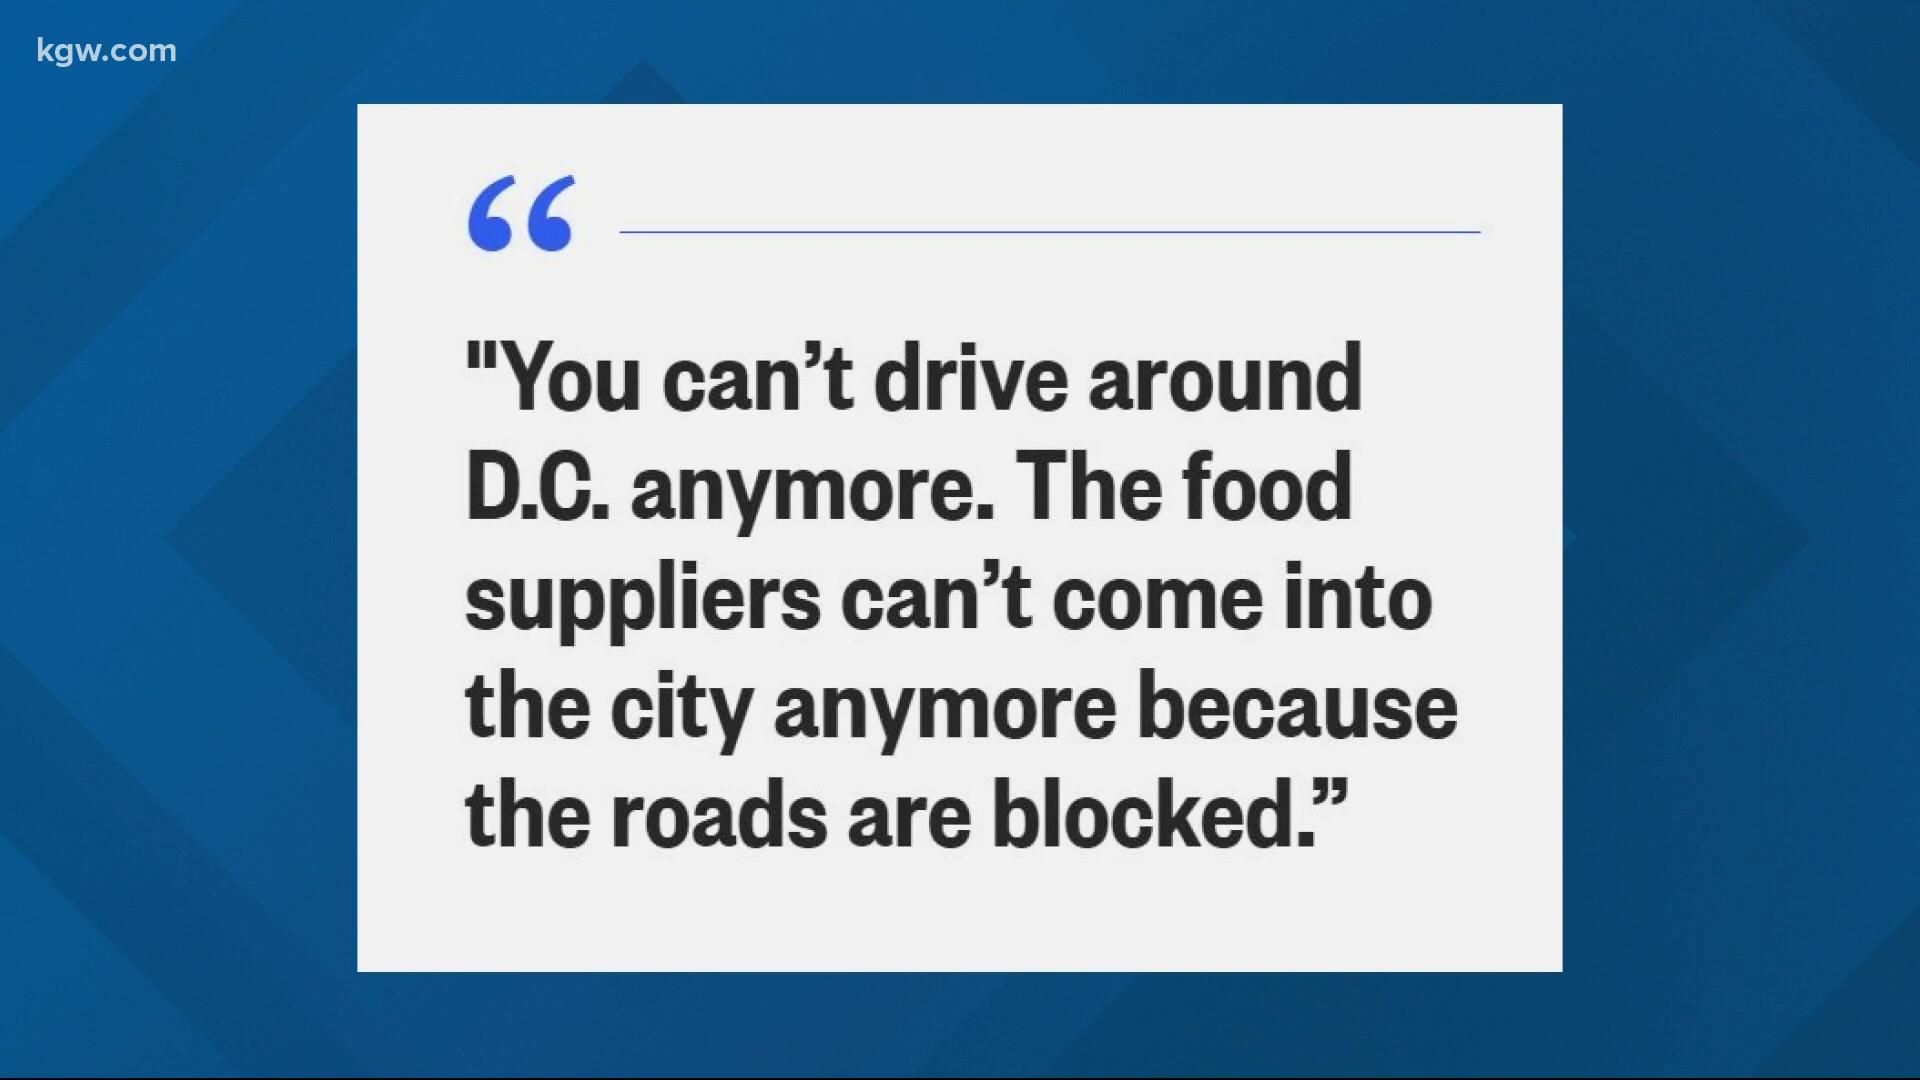 kgw.com
“
"You can’t drive around
D.C. anymore. The food
suppliers can’t come into
the city anymore because
the roads are blocked.”